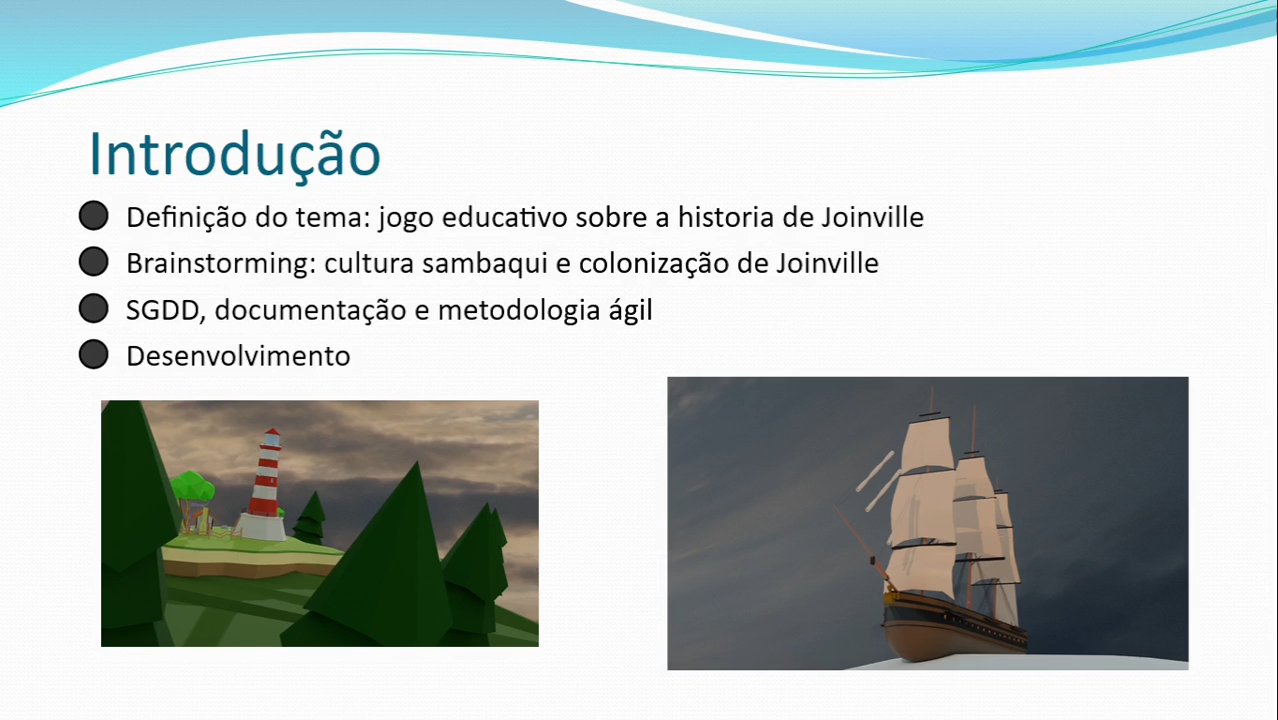 Introdução
Definição do tema: jogo educativo sobre a historia de Joinville
Brainstorming: cultura sambaqui e colonização de Joinville
SGDD, documentação e metodologia ágil
Desenvolvimento